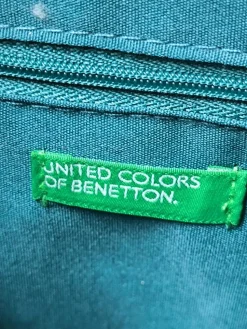 UNITED COLORS
OF BENETTON.